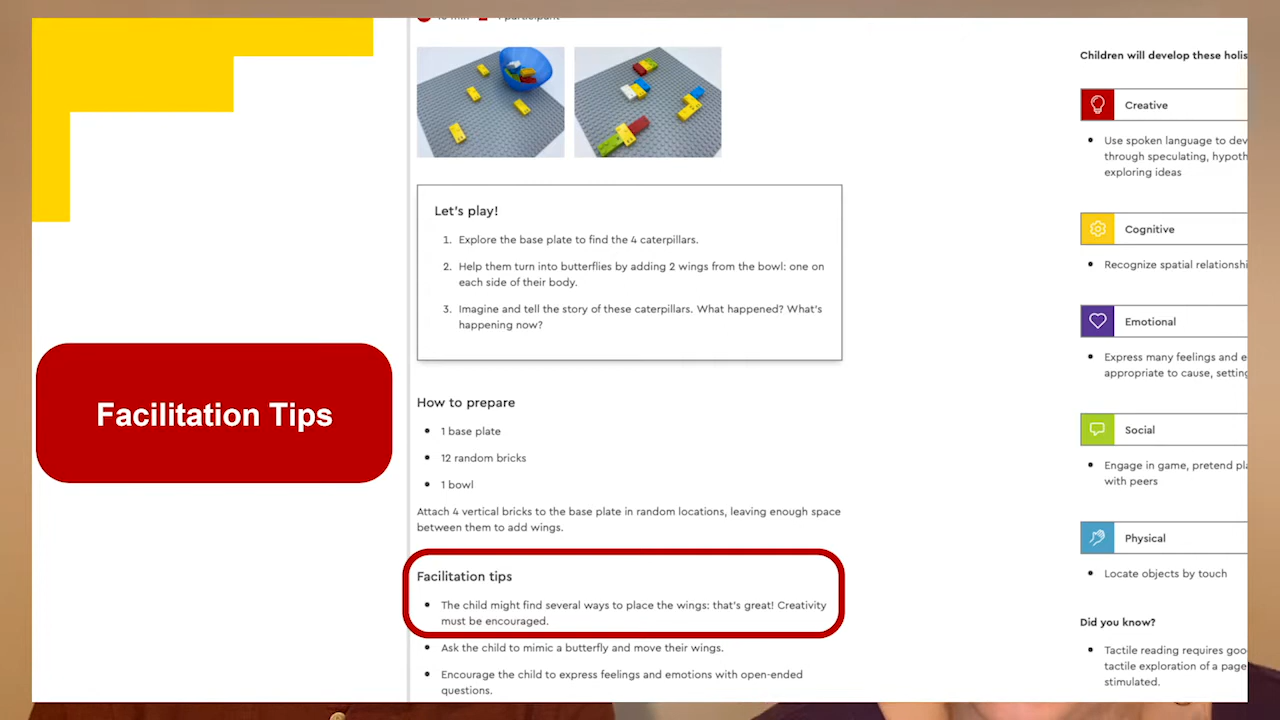 Facilitation Tips
Let's play!
1. Explore the base plate to find the 4 caterpillars.
2. Help them turn into butterflies by adding 2 wings from the bowl: one on
each side of their body.
3. Imagine and tell the story of these caterpillars. What happened? What's
happening now?
How to prepare
• 1 base plate
• 12 random bricks
• 1 bowl
Attach 4 vertical bricks to the base plate in random locations, leaving enough space
between them to add wings.
Facilitation tips
• The child might find several ways to place the wings: that's great! Creativity
must be encouraged.
• Ask the child to mimic a butterfly and move their wings.
• Encourage the child to express feelings and emotions with open-ended
questions.
Children will develop these holis
Creative
• Use spoken language to dev
through speculating, hypoth
exploring ideas
Cognitive
• Recognize spatial relationshi
Emotional
• Express many feelings and e
appropriate to cause, setting
Social
• Engage in game, pretend pla
with peers
Physical
• Locate objects by touch
Did you know?
• Tactile reading requires goo
tactile exploration of a page
stimulated.